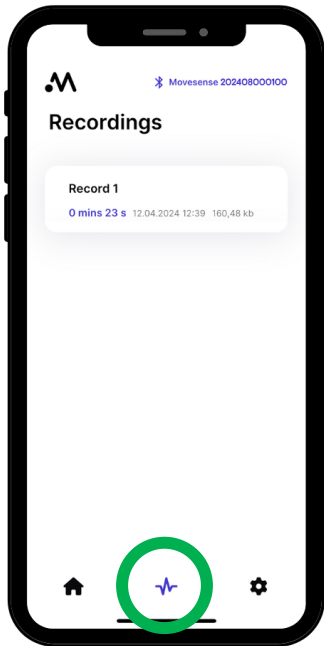 Movesense 202408000100
Recordings
Record 1
0 mins 23 s 12.04.2024 12:39 160,48 kb